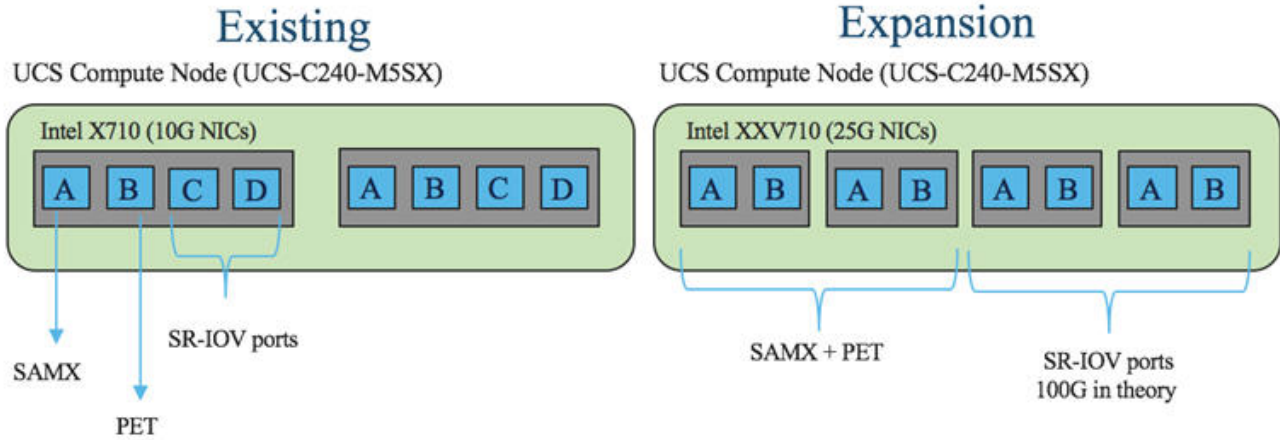 Existing
UCS Compute Node (UCS-C240-M5SX)
Intel X710 (10G NICs)
A B C D A B C D
SR-IOV ports
SAMX
PET
Expansion
UCS Compute Node (UCS-C240-M5SX)
Intel XXV710 (25G NICs)
A B A B A B A B
SAMX + PET
SR-IOV ports
100G in theory